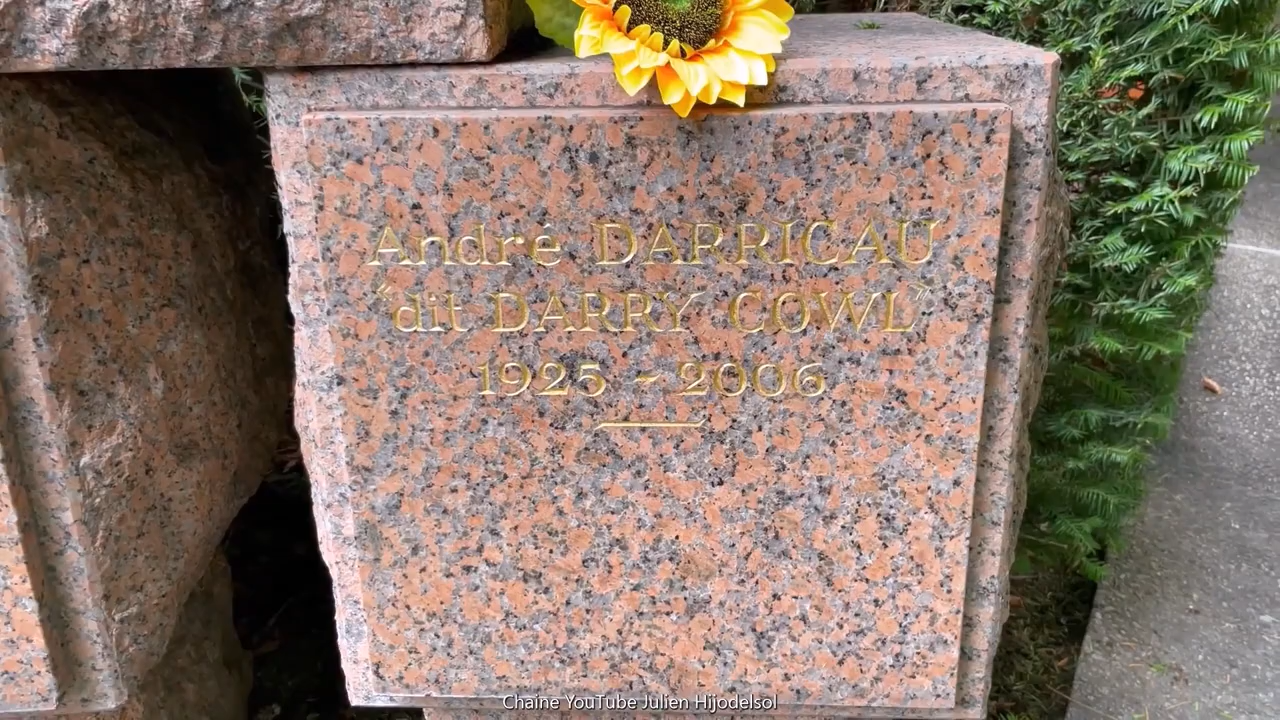 André DARRICAU
"dit DARRY COWL"
1925 - 2006
Chaine YouTube Julien Hijodelsol